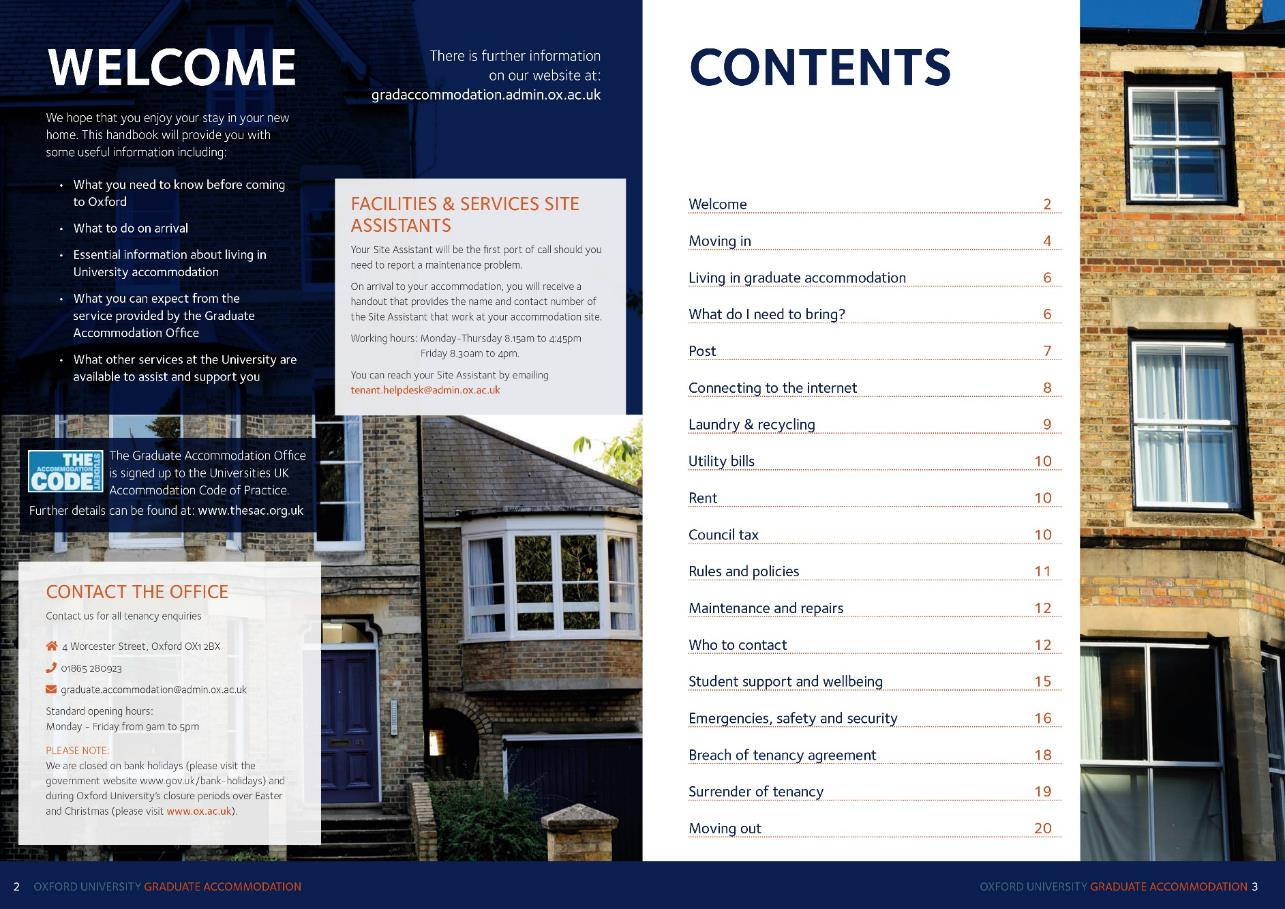 WELCOME
We hope that you enjoy your stay in your new
home. This handbook will provide you with
some useful information including:
• What you need to know before coming
to Oxford
• What to do on arrival
• Essential information about living in
University accommodation
• What you can expect from the
service provided by the Graduate
Accommodation Office
• What other services at the University are
available to assist and support you
There is further information
on our website at:
gradaccommodation.admin.ox.ac.uk
FACILITIES & SERVICES SITE
ASSISTANTS
Your Site Assistant will be the first port of call should you
need to report a maintenance problem.
On arrival to your accommodation, you will receive a
handout that provides the name and contact number of
the Site Assistant that work at your accommodation site.
Working hours: Monday-Thursday 8.15am to 4:45pm
Friday 8.30am to 4pm.
You can reach your Site Assistant by emailing
tenant.helpdesk@admin.ox.ac.uk
THE
ACCOMMODATION
CODE
STUDENT
The Graduate Accommodation Office
is signed up to the Universities UK
Accommodation Code of Practice.
Further details can be found at: www.thesac.org.uk
CONTACT THE OFFICE
Contact us for all tenancy enquiries
4 Worcester Street, Oxford OX1 2BX
01865 280923
graduate.accommodation@admin.ox.ac.uk
Standard opening hours:
Monday - Friday from 9am to 5pm
PLEASE NOTE:
We are closed on bank holidays (please visit the
government website www.gov.uk/bank-holidays) and
during Oxford University's closure periods over Easter
and Christmas (please visit www.ox.ac.uk).
2 OXFORD UNIVERSITY GRADUATE ACCOMMODATION
CONTENTS
Welcome 2
Moving in 4
Living in graduate accommodation 6
What do I need to bring? 6
Post 7
Connecting to the internet 8
Laundry & recycling 9
Utility bills 10
Rent 10
Council tax 10
Rules and policies 11
Maintenance and repairs 12
Who to contact 12
Student support and wellbeing 15
Emergencies, safety and security 16
Breach of tenancy agreement 18
Surrender of tenancy 19
Moving out 20
OXFORD UNIVERSITY GRADUATE ACCOMMODATION 3